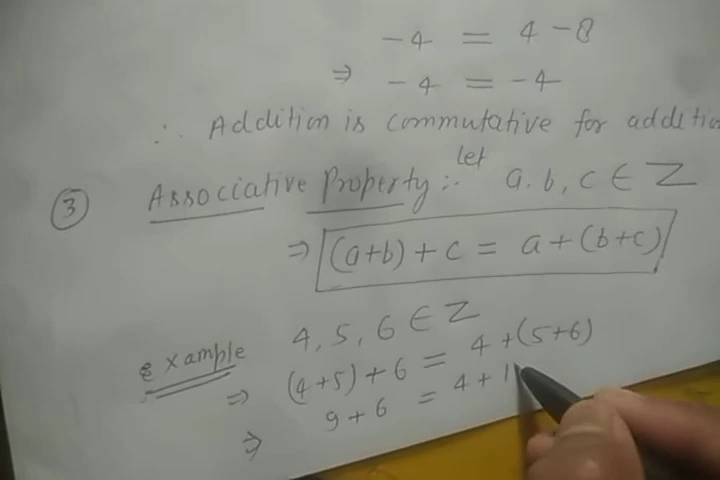 -4 = 4 - 8
⇒ -4 = -4
∴ Addition is commutative for additio
③ Associative Property :- let a, b, c ∈ Z
⇒ (a+b) + c = a + (b+c)
example 4, 5, 6 ∈ Z
⇒ (4+5) + 6 = 4 + (5+6)
⇒ 9 + 6 = 4 + 1